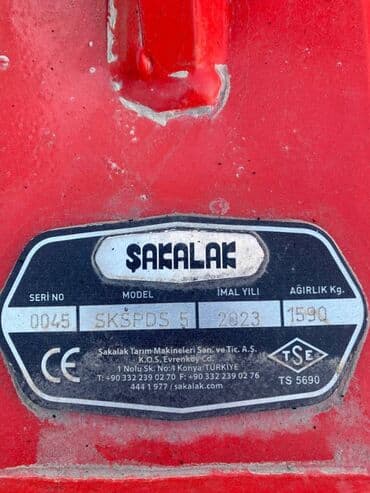 ŞAKALAK
SERİ NO MODEL İMAL YILI AĞIRLIK Kg.
0045 SKŞPDS 5 2023 1590
CE Şakalak Tarım Makineleri San. ve Tic. A.Ş. TSE
K.O.S. Evrenköy Cd.
1 Nolu Sk. No:4 Konya TÜRKİYE
T: +90 332 239 02 70 F: +90 332 239 02 76 TS 5690
444 1 977 / sakalak.com